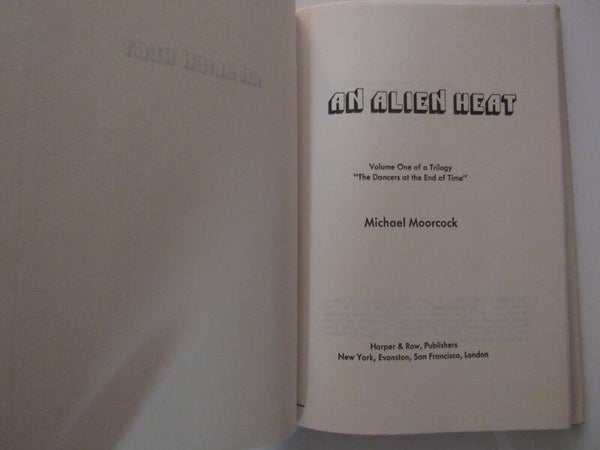 AN ALIEN HEAT
Volume One of a Trilogy
"The Dancers at the End of Time"
Michael Moorcock
Harper & Row, Publishers
New York, Evanston, San Francisco, London